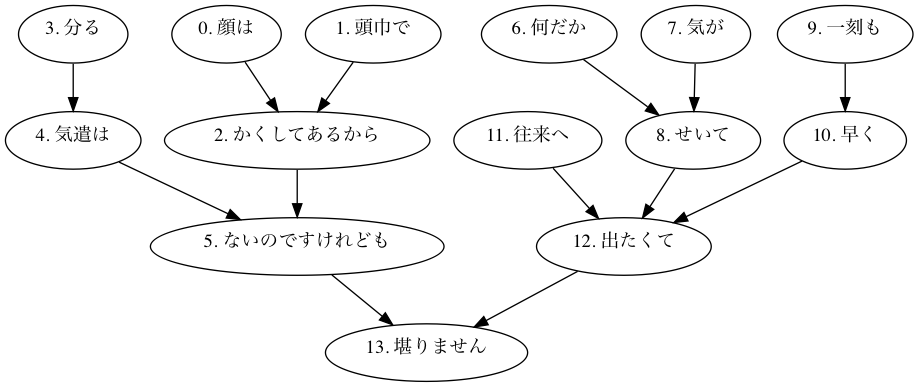 3. 分る
0. 顔は
1. 頭巾で
6. 何だか
7. 気が
9. 一刻も
4. 気遣は
2. かくしてあるから
11. 往来へ
8. せいて
10. 早く
5. ないのですけれども
12. 出たくて
13. 堪りません